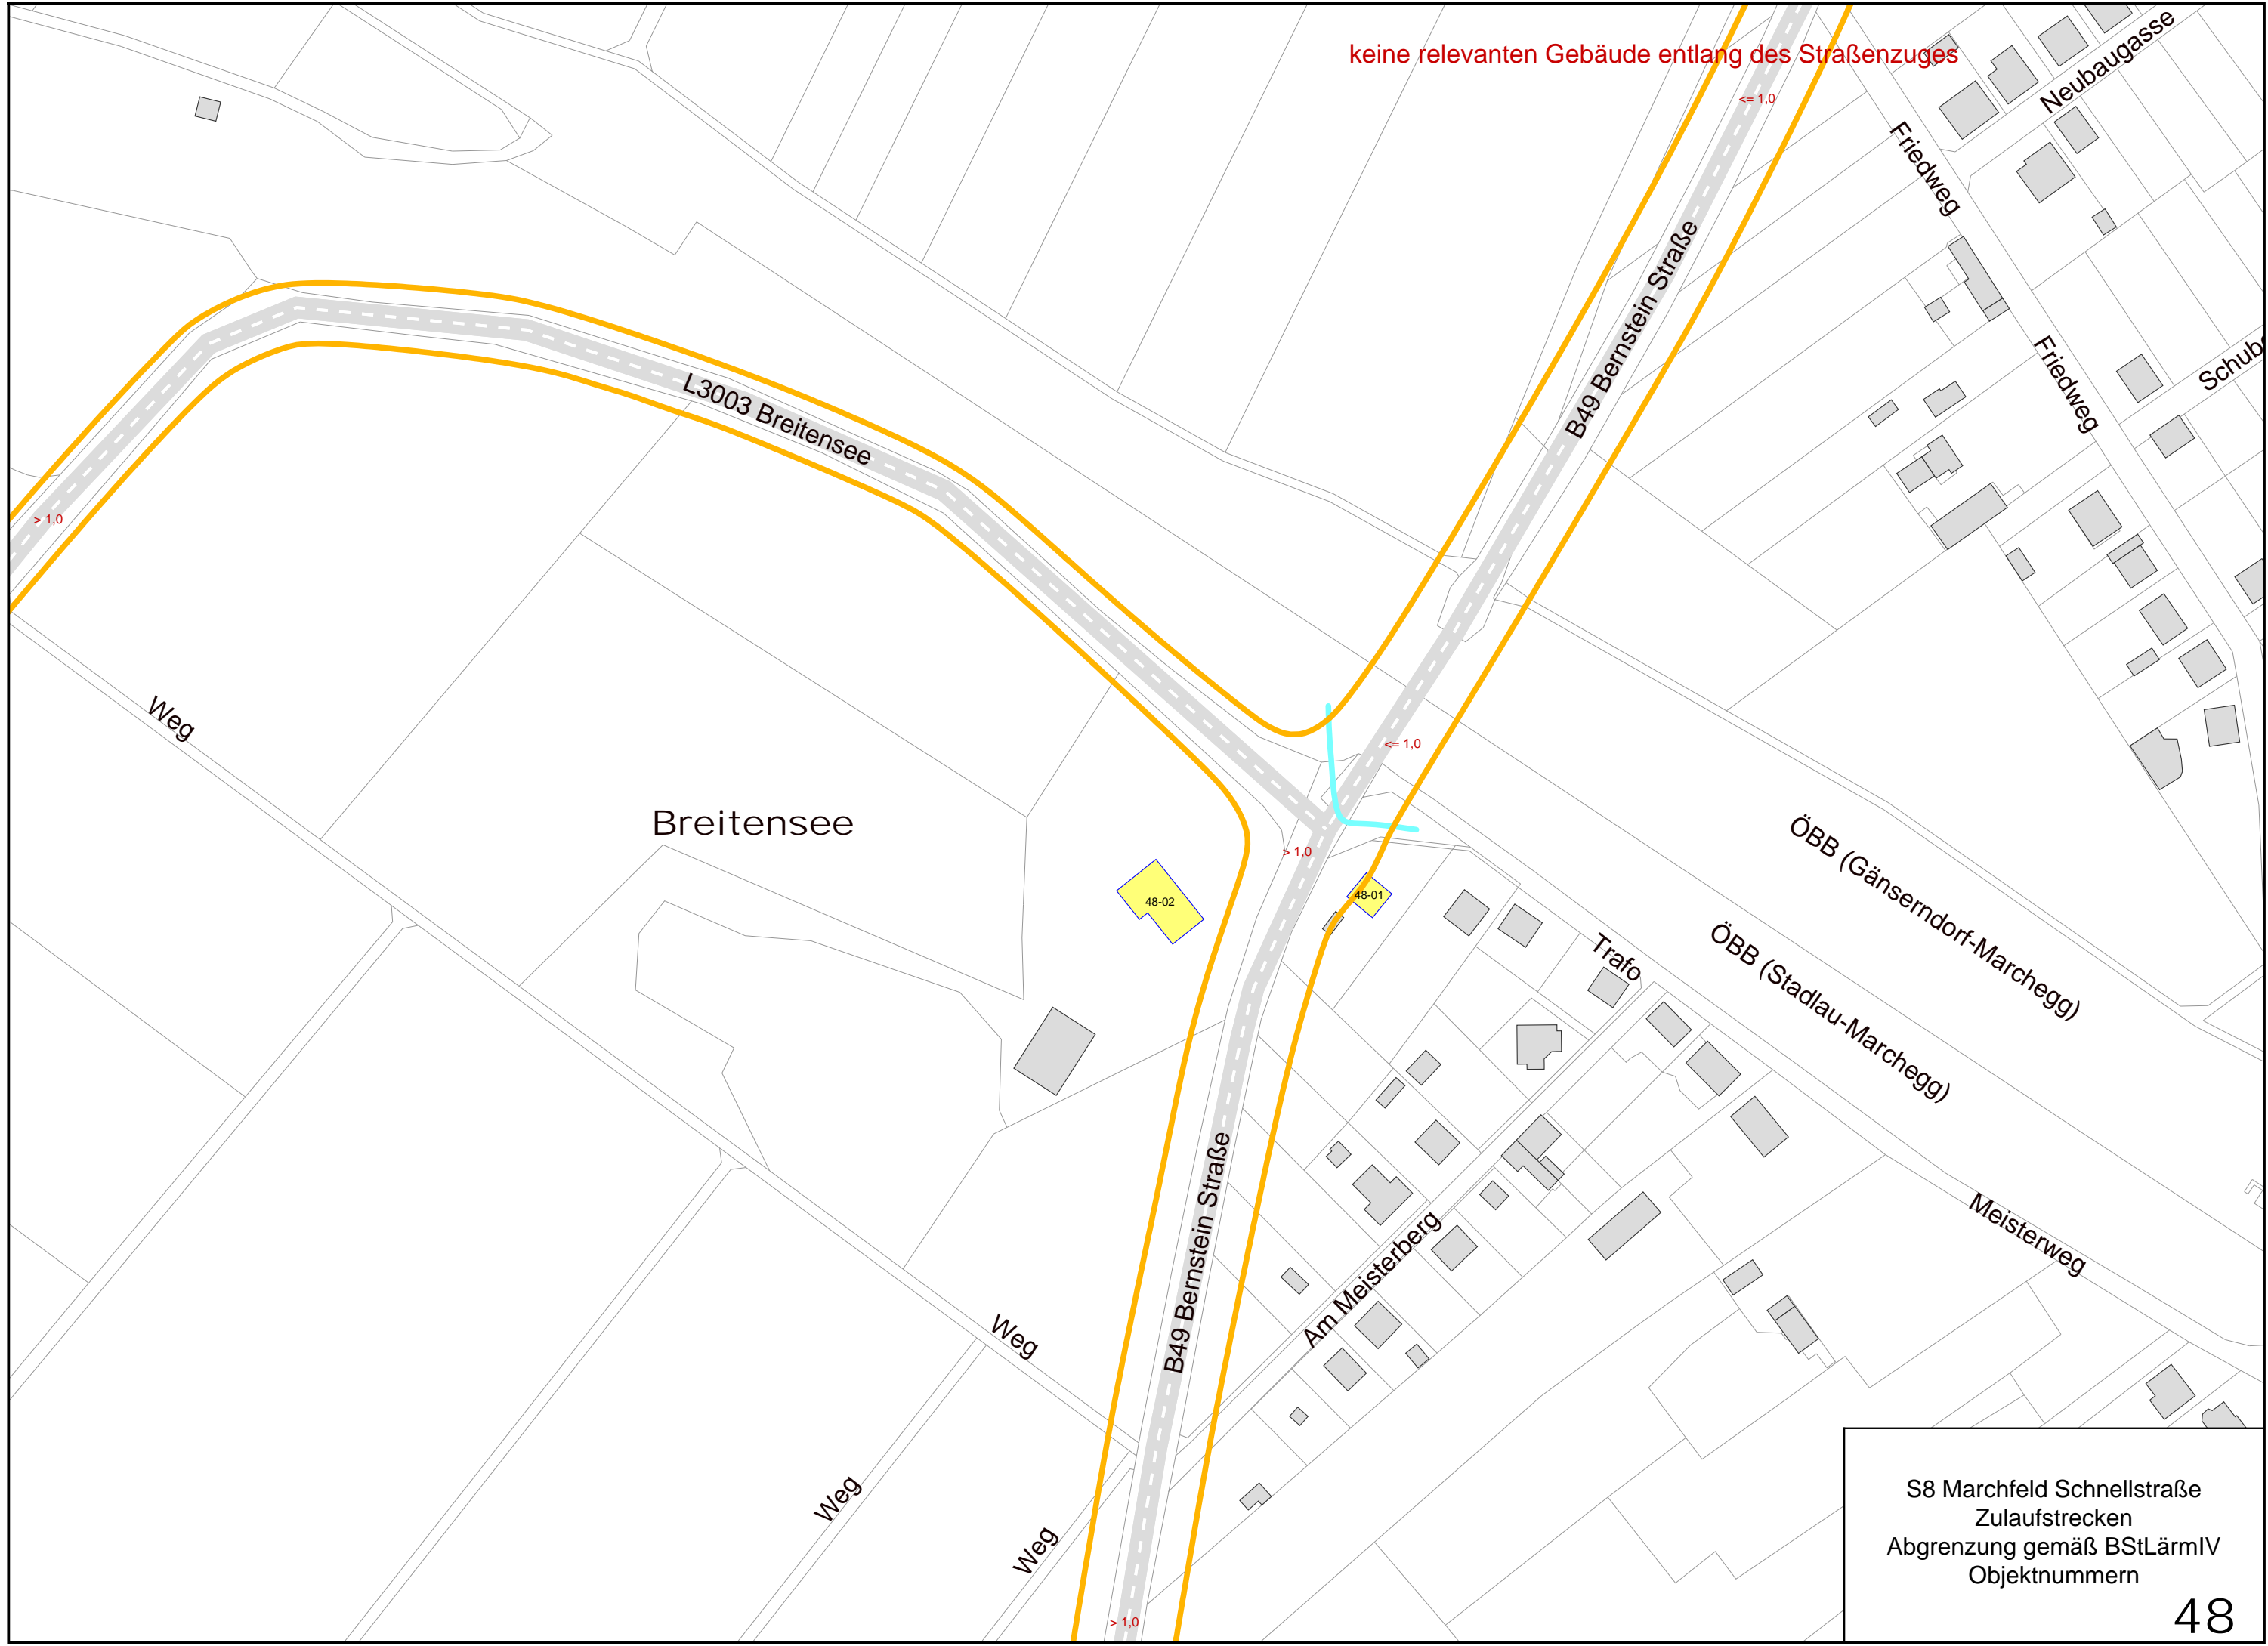 keine relevanten Gebäude entlang des Straßenzuges
Neubaugasse
<= 1,0
Friedweg
B49 Bernstein Straße
Friedweg
L3003 Breitensee
> 1,0
Weg
<= 1,0
Breitensee
> 1,0
48-02
48-01
ÖBB (Gänserndorf-Marchegg)
ÖBB (Stadlau-Marchegg)
Trafo
B49 Bernstein Straße
Am Meisterberg
Meisterweg
Weg
Weg
Weg
> 1,0
S8 Marchfeld Schnellstraße
Zulaufstrecken
Abgrenzung gemäß BStLärmIV
Objektnummern
48